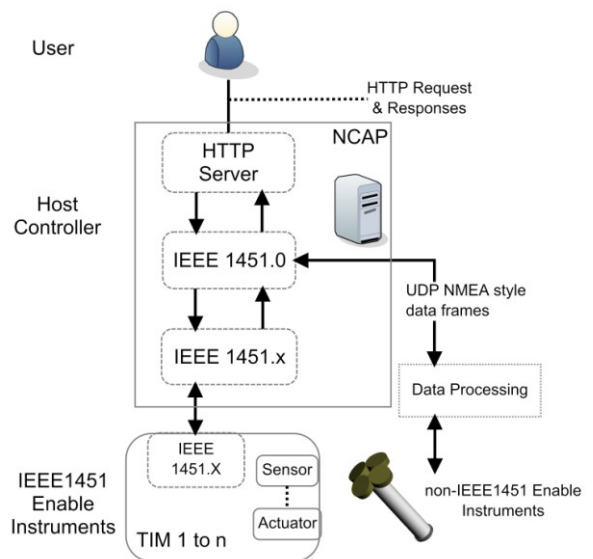 User
HTTP Request
& Responses
NCAP
HTTP
Server
Host
Controller
IEEE 1451.0
UDP NMEA style
data frames
IEEE 1451.x
Data Processing
IEEE
1451.X
Sensor
Actuator
TIM 1 to n
IEEE1451
Enable
Instruments
non-IEEE1451 Enable
Instruments